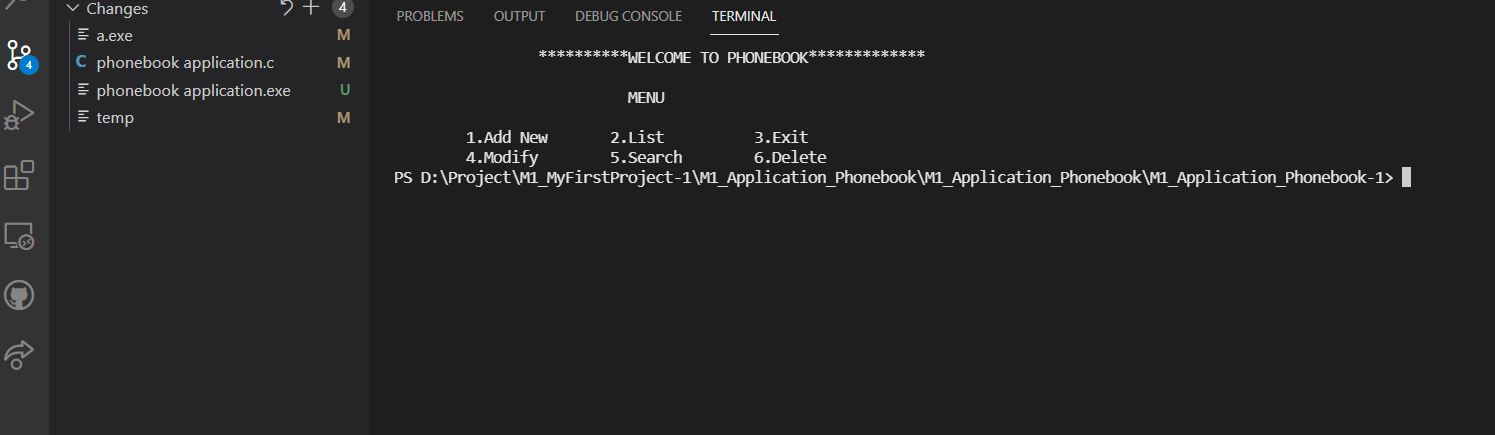 Changes 4
a.exe M
C phonebook application.c M
phonebook application.exe U
temp M
4
PROBLEMS OUTPUT DEBUG CONSOLE TERMINAL
**********WELCOME TO PHONEBOOK*************
MENU
1.Add New 2.List 3.Exit
4.Modify 5.Search 6.Delete
PS D:\Project\M1_MyFirstProject-1\M1_Application_Phonebook\M1_Application_Phonebook\M1_Application_Phonebook-1>